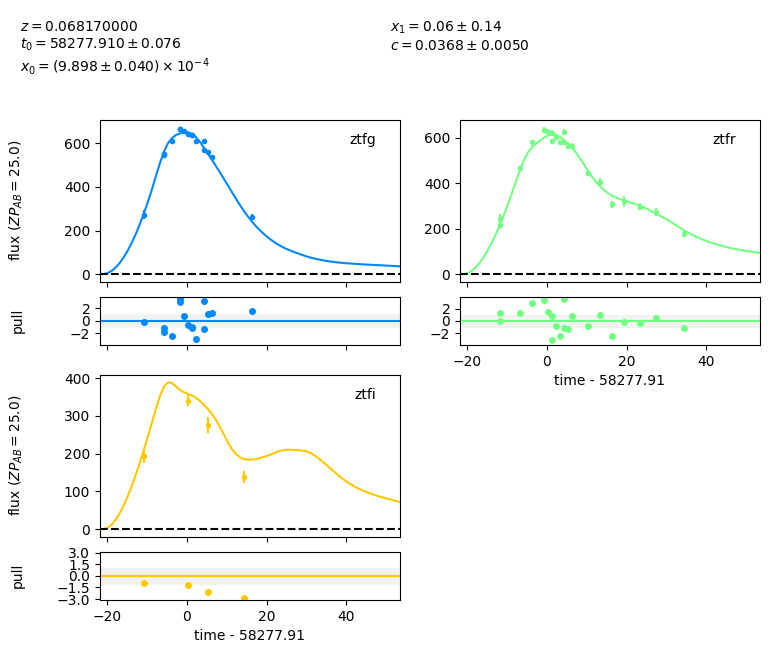 z = 0.068170000
t₀ = 58277.910 ± 0.076
x₀ = (9.898 ± 0.040) × 10⁻⁴
x₁ = 0.06 ± 0.14
c = 0.0368 ± 0.0050
flux (ZP_AB = 25.0)
600
400
200
0
ztfg
pull
2
0
−2
600
400
200
0
ztfr
2
0
−2
−20
0
20
40
time - 58277.91
flux (ZP_AB = 25.0)
400
300
200
100
0
ztfi
pull
3.0
1.5
0.0
−1.5
−3.0
−20
0
20
40
time - 58277.91